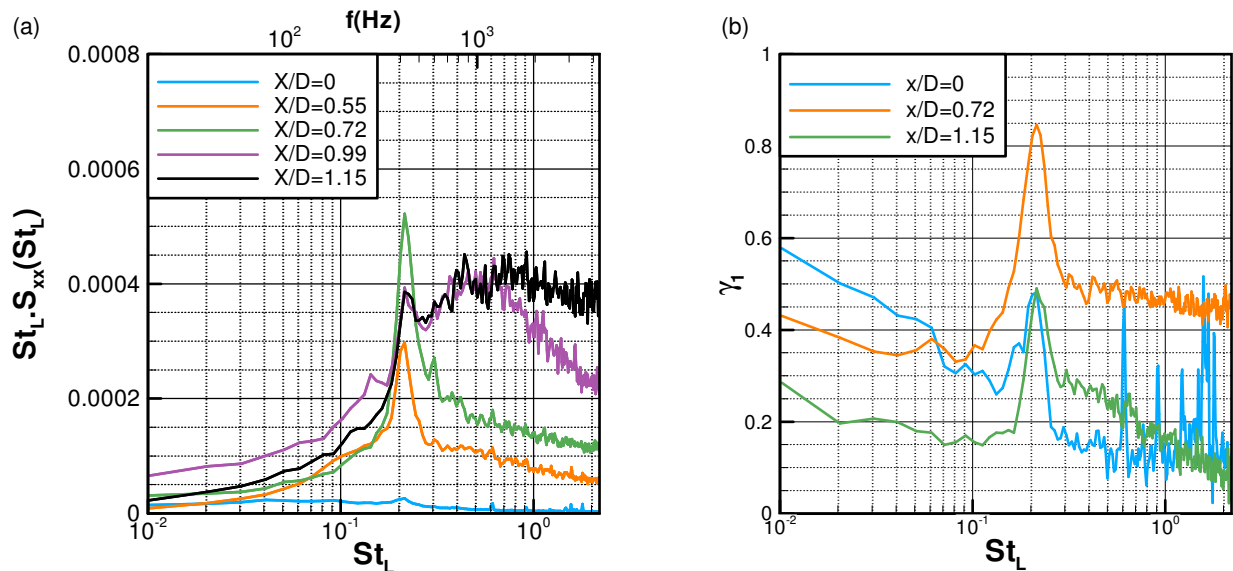 (a)
f(Hz)
10²
10³
0.0008
0.0006
0.0004
0.0002
0
St_L.S_xx(St_L)
X/D=0
X/D=0.55
X/D=0.72
X/D=0.99
X/D=1.15
10⁻²
10⁻¹
10⁰
St_L
(b)
1
0.8
0.6
0.4
0.2
0
γ₁
x/D=0
x/D=0.72
x/D=1.15
10⁻²
10⁻¹
10⁰
St_L